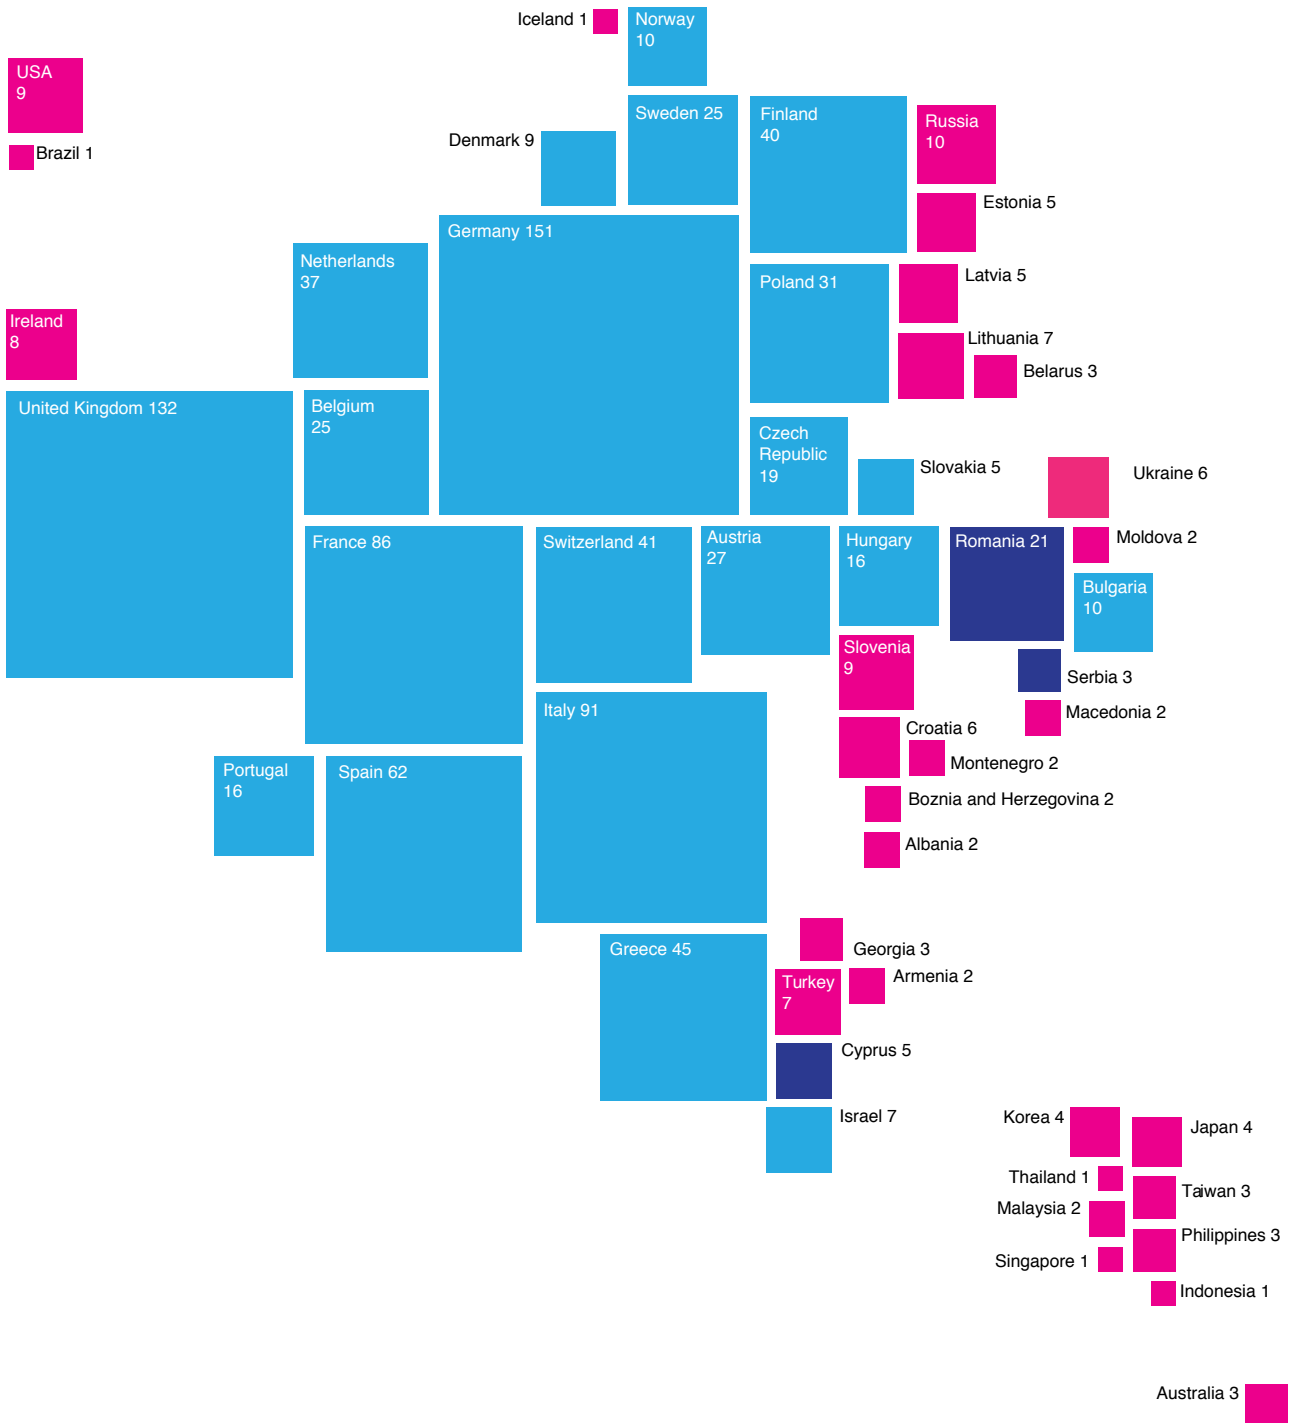 Iceland 1
Norway
10
USA
9
Brazil 1
Denmark 9
Sweden 25
Finland
40
Russia
10
Estonia 5
Germany 151
Netherlands
37
Poland 31
Latvia 5
Lithuania 7
Belarus 3
Ireland
8
United Kingdom 132
Belgium
25
Czech
Republic
19
Slovakia 5
Ukraine 6
France 86
Switzerland 41
Austria
27
Hungary
16
Romania 21
Moldova 2
Bulgaria
10
Slovenia
9
Serbia 3
Macedonia 2
Italy 91
Croatia 6
Montenegro 2
Portugal
16
Spain 62
Boznia and Herzegovina 2
Albania 2
Greece 45
Georgia 3
Turkey
7
Armenia 2
Cyprus 5
Israel 7
Korea 4
Japan 4
Thailand 1
Taiwan 3
Malaysia 2
Philippines 3
Singapore 1
Indonesia 1
Australia 3